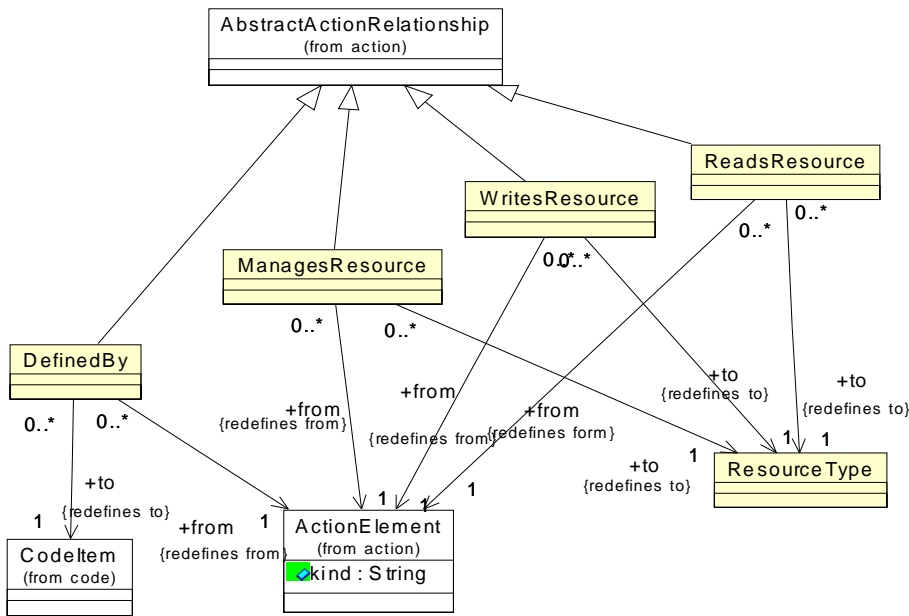 AbstractActionRelationship
(from action)
ReadsResource
WritesResource
0..*
0..*
ManagesResource
0..*
0..*
0..*
0..*
DefinedBy
0..*
0..*
+to
{redefines to}
+to
{redefines to}
+from
{redefines from}
+from
{redefines from}
+from
{redefines form}
1
1
1
+to
{redefines to}
ResourceType
+to
{redefines to}
1
1
1
1
1
+from
{redefines from}
ActionElement
(from action)
kind : String
CodeItem
(from code)